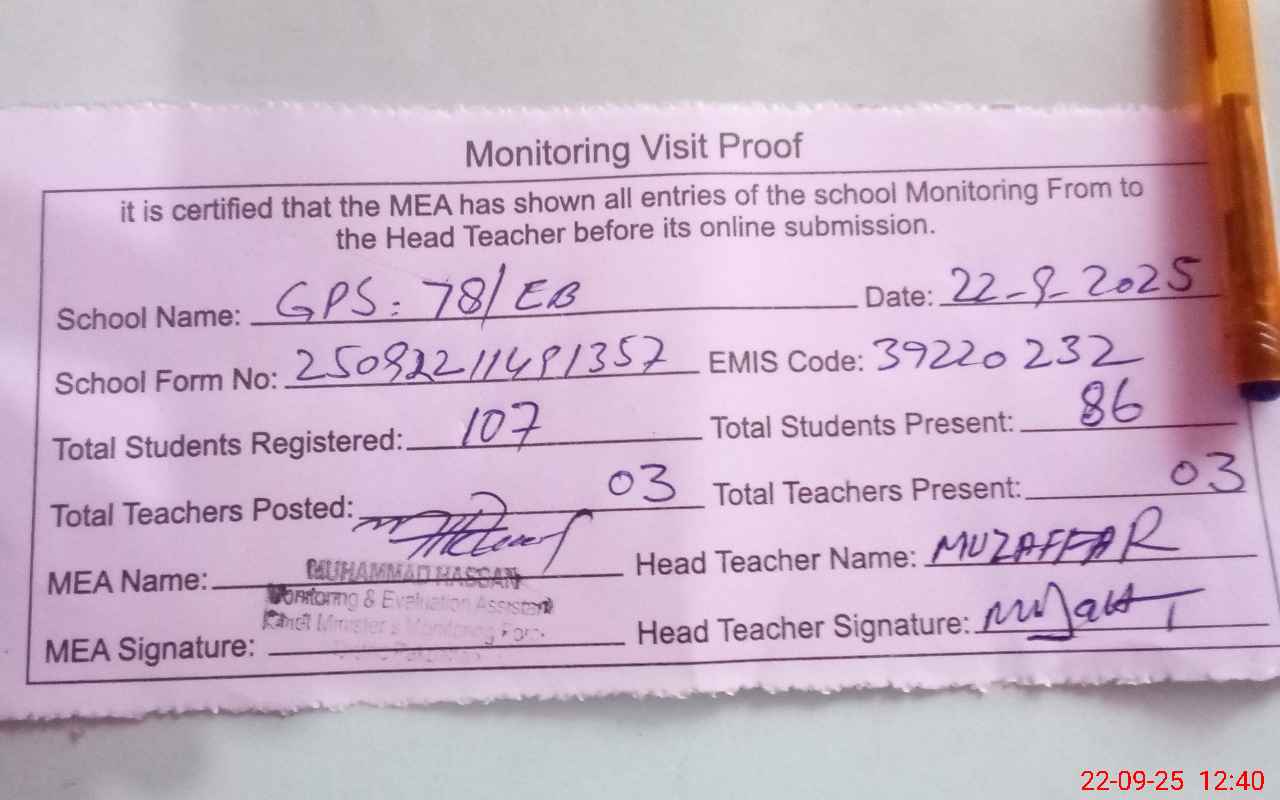 Monitoring Visit Proof
it is certified that the MEA has shown all entries of the school Monitoring From to
the Head Teacher before its online submission.
School Name: GPS: 78/EB Date: 22-9-2025
School Form No: EMIS Code: 39220232
Total Students Registered: 107 Total Students Present: 86
Total Teachers Posted: 03 Total Teachers Present: 03
MEA Name: MUHAMMAD HASSAN Head Teacher Name: MUZAFFAR
Monitoring & Evaluation Assistant
Chief Minister's Monitoring Force
MEA Signature: Head Teacher Signature:
22-09-25 12:40